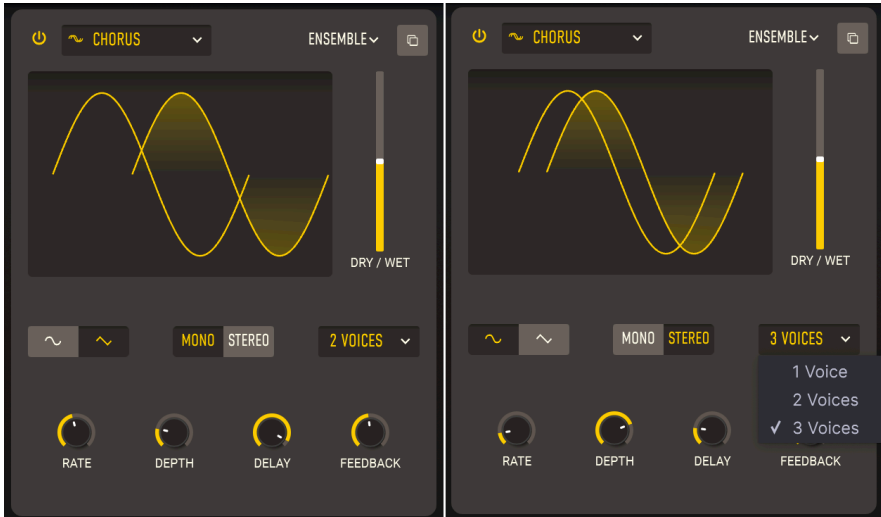 CHORUS ENSEMBLE
DRY / WET
MONO STEREO 2 VOICES
RATE DEPTH DELAY FEEDBACK
CHORUS ENSEMBLE
DRY / WET
MONO STEREO 3 VOICES
1 Voice
2 Voices
✓ 3 Voices
RATE DEPTH DELAY FEEDBACK